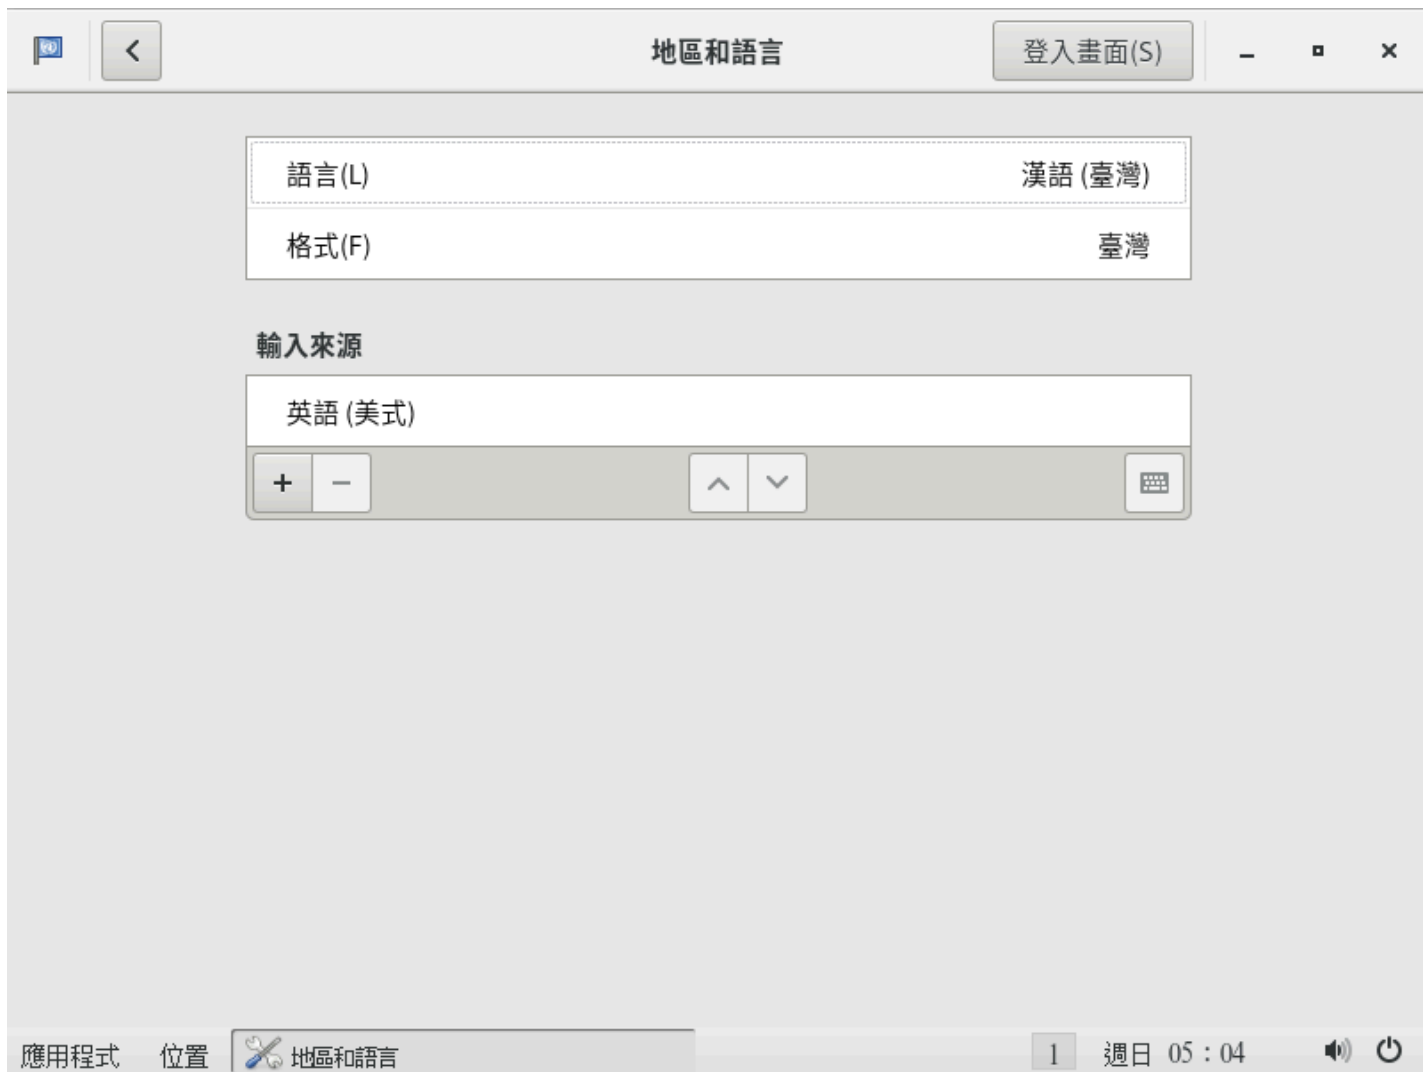 地區和語言
登入畫面(S)
語言(L) 漢語 (臺灣)
格式(F) 臺灣
輸入來源
英語 (美式)
應用程式 位置 地區和語言 1 週日 05：04